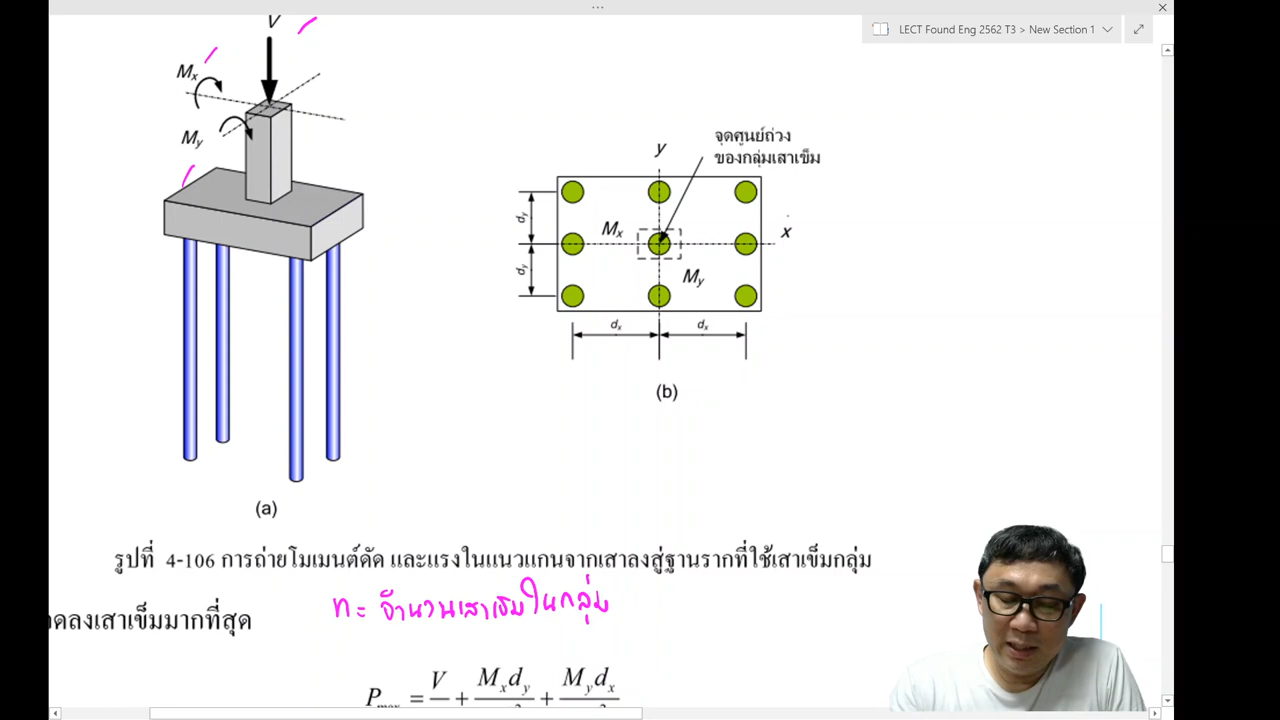 LECT Found Eng 2562 T3 > New Section 1
V
Mx
My
(a)
จุดศูนย์ถ่วง
ของกลุ่มเสาเข็ม
y
x
dy
Mx
dy
My
dx
dx
(b)
รูปที่ 4-106 การถ่ายโมเมนต์ดัด และแรงในแนวแกนจากเสาลงสู่ฐานรากที่ใช้เสาเข็มกลุ่ม
n = จำนวนเสาเข็มในกลุ่ม
ลงเสาเข็มมากที่สุด
Pmax = V + Mx dy + My dx